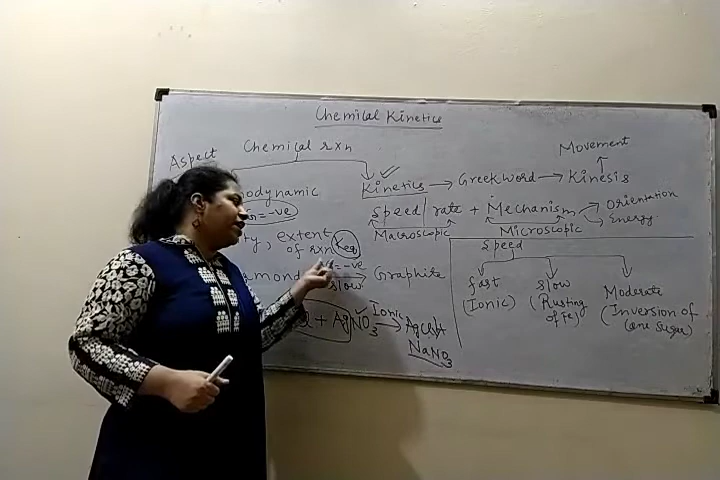 Chemical Kinetics
Chemical rxn
Aspect
Movement
Kinetics → Greek word → Kinesis
Speed/rate + Mechanism
Orientation
Energy
Macroscopic
Microscopic
= -ve
extent
of rxn Keq
= -ve
slow
Graphite
+ AgNO3 Ionic → AgCl↓ +
NaNO3
Speed
fast
(Ionic)
slow
(Rusting
of Fe)
Moderate
(Inversion of
Cane Sugar)